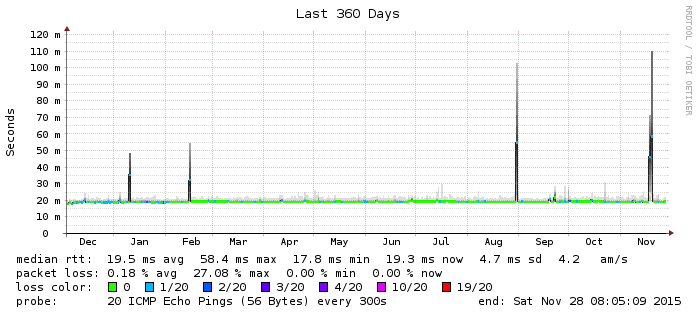 Last 360 Days
RRDTOOL / TOBI OETIKER
Seconds
120 m
110 m
100 m
90 m
80 m
70 m
60 m
50 m
40 m
30 m
20 m
10 m
0
Dec Jan Feb Mar Apr May Jun Jul Aug Sep Oct Nov
median rtt: 19.5 ms avg 58.4 ms max 17.8 ms min 19.3 ms now 4.7 ms sd 4.2 am/s
packet loss: 0.18 % avg 27.08 % max 0.00 % min 0.00 % now
loss color: 0 1/20 2/20 3/20 4/20 10/20 19/20
probe: 20 ICMP Echo Pings (56 Bytes) every 300s end: Sat Nov 28 08:05:09 2015